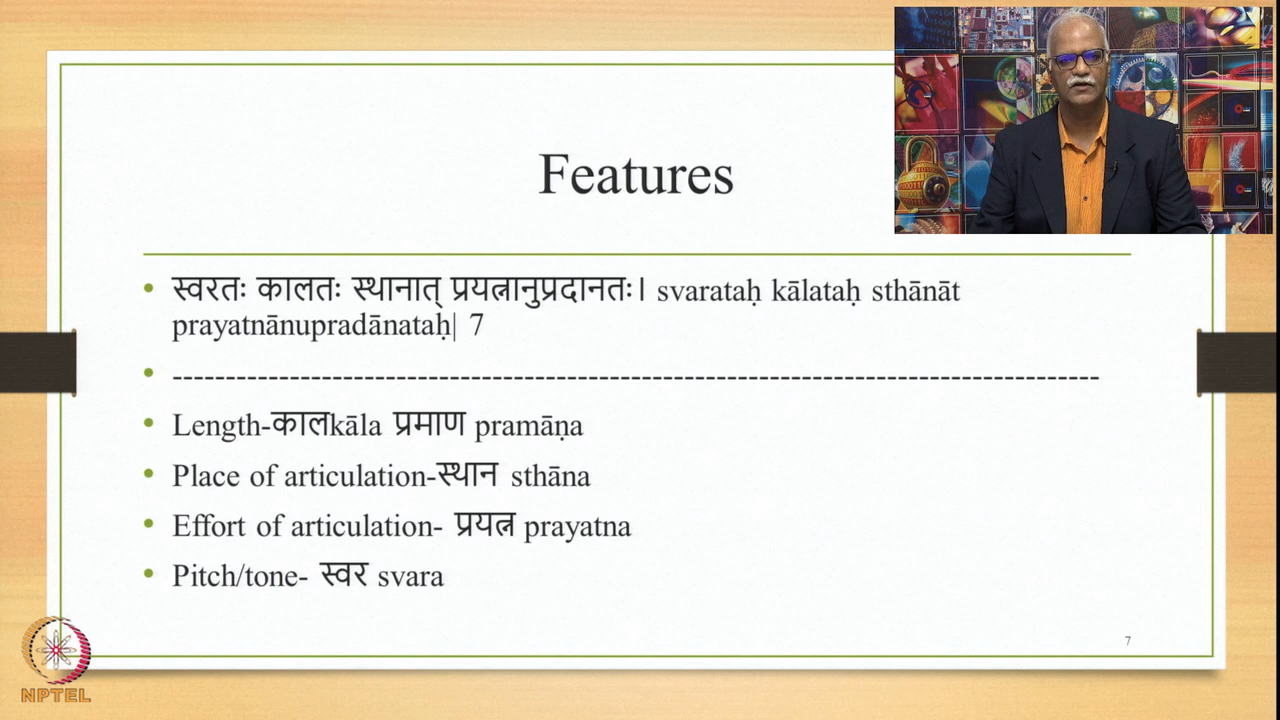 Features
स्वरतः कालतः स्थानात् प्रयत्नानुप्रदानतः। svarataḥ kālataḥ sthānāt
prayatnānupradānataḥ| 7
-----------------------------------------------------------------------------------------
Length-कालkāla प्रमाण pramāṇa
Place of articulation-स्थान sthāna
Effort of articulation- प्रयत्न prayatna
Pitch/tone- स्वर svara
7
NPTEL